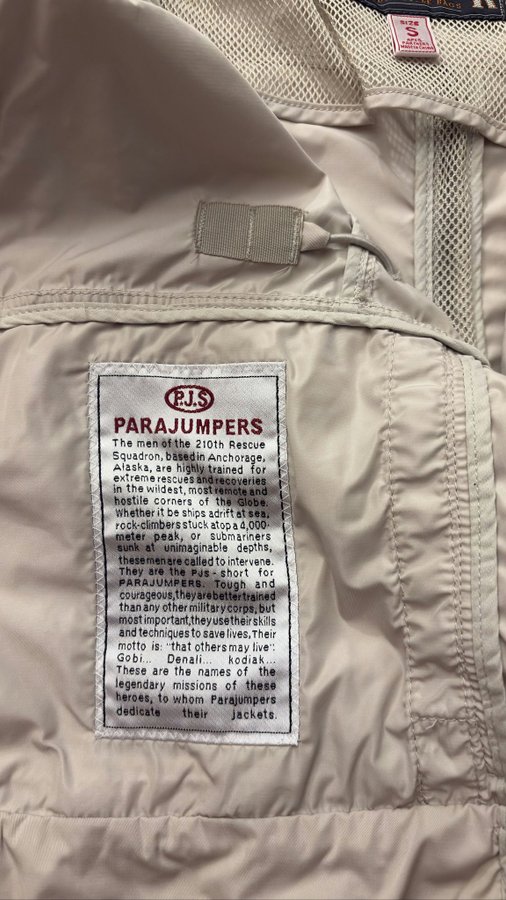 LE BAGS
SIZE
S
MADE IN CHINA
P.J.S
PARAJUMPERS
The men of the 210th Rescue
Squadron, based in Anchorage,
Alaska, are highly trained for
extreme rescues and recoveries
in the wildest, most remote and
hostile corners of the Globe.
Whether it be ships adrift at sea,
rock-climbers stuck atop a 4,000-
meter peak, or submariners
sunk at unimaginable depths,
these men are called to intervene.
They are the PJs - short for
PARAJUMPERS. Tough and
courageous, they are better trained
than any other military corps, but
most important, they use their skills
and techniques to save lives, Their
motto is: "that others may live":
Gobi... Denali... kodiak...
These are the names of the
legendary missions of these
heroes, to whom Parajumpers
dedicate their jackets.